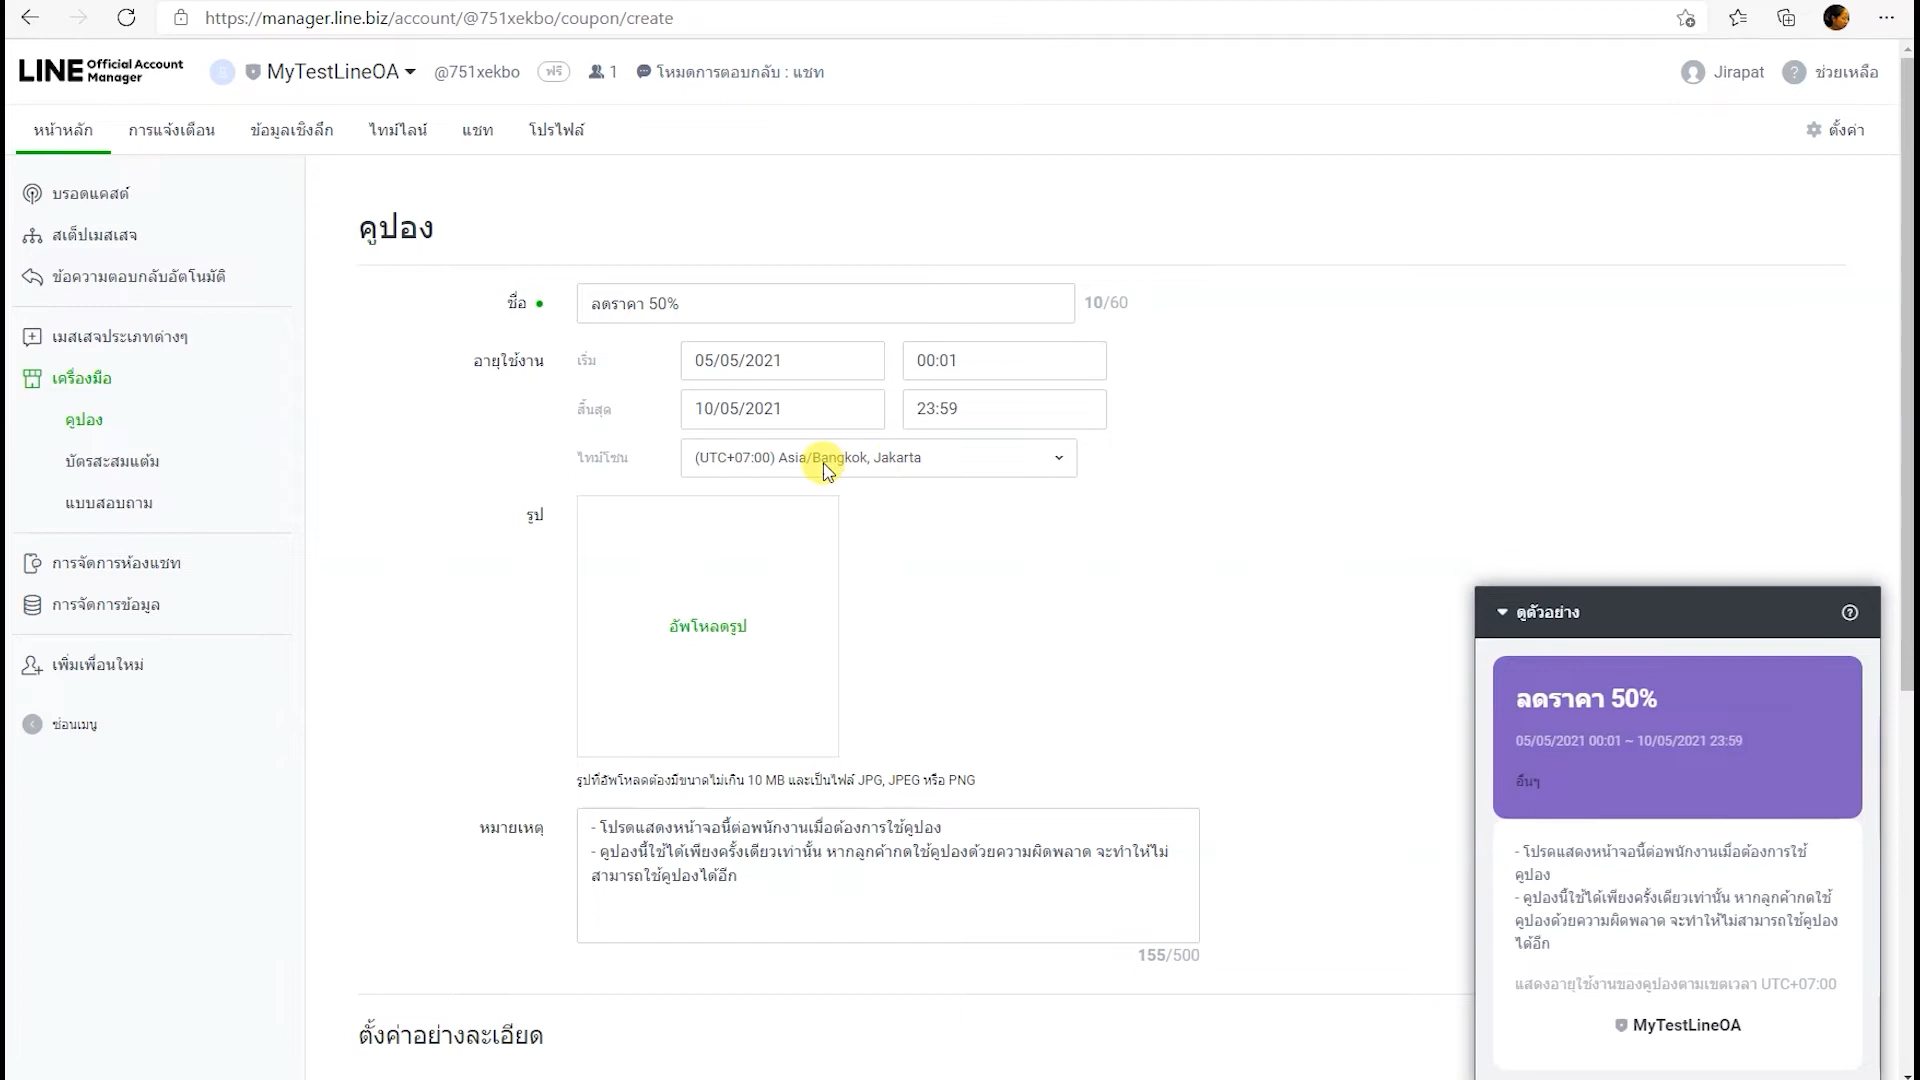 https://manager.line.biz/account/@751xekbo/coupon/create
LINE Official Account Manager
MyTestLineOA
@751xekbo
ฟรี
1
โหมดการตอบกลับ : แชท
Jirapat
ช่วยเหลือ
หน้าหลัก
การแจ้งเตือน
ข้อมูลเชิงลึก
ไทม์ไลน์
แชท
โปรไฟล์
ตั้งค่า
บรอดแคสต์
สเต็ปเมสเสจ
ข้อความตอบกลับอัตโนมัติ
เมสเสจประเภทต่างๆ
เครื่องมือ
คูปอง
บัตรสะสมแต้ม
แบบสอบถาม
การจัดการห้องแชท
การจัดการข้อมูล
เพิ่มเพื่อนใหม่
ซ่อนเมนู
คูปอง
ชื่อ
ลดราคา 50%
10/60
อายุใช้งาน
เริ่ม
05/05/2021
00:01
สิ้นสุด
10/05/2021
23:59
ไทม์โซน
(UTC+07:00) Asia/Bangkok, Jakarta
รูป
อัพโหลดรูป
รูปที่อัพโหลดต้องมีขนาดไม่เกิน 10 MB และเป็นไฟล์ JPG, JPEG หรือ PNG
หมายเหตุ
- โปรดแสดงหน้าจอนี้ต่อพนักงานเมื่อต้องการใช้คูปอง
- คูปองนี้ใช้ได้เพียงครั้งเดียวเท่านั้น หากลูกค้ากดใช้คูปองด้วยความผิดพลาด จะทำให้ไม่
สามารถใช้คูปองได้อีก
155/500
ตั้งค่าอย่างละเอียด
ดูตัวอย่าง
ลดราคา 50%
05/05/2021 00:01 ~ 10/05/2021 23:59
อื่นๆ
- โปรดแสดงหน้าจอนี้ต่อพนักงานเมื่อต้องการใช้
คูปอง
- คูปองนี้ใช้ได้เพียงครั้งเดียวเท่านั้น หากลูกค้ากดใช้
คูปองด้วยความผิดพลาด จะทำให้ไม่สามารถใช้คูปอง
ได้อีก
แสดงอายุใช้งานของคูปองตามเขตเวลา UTC+07:00
MyTestLineOA